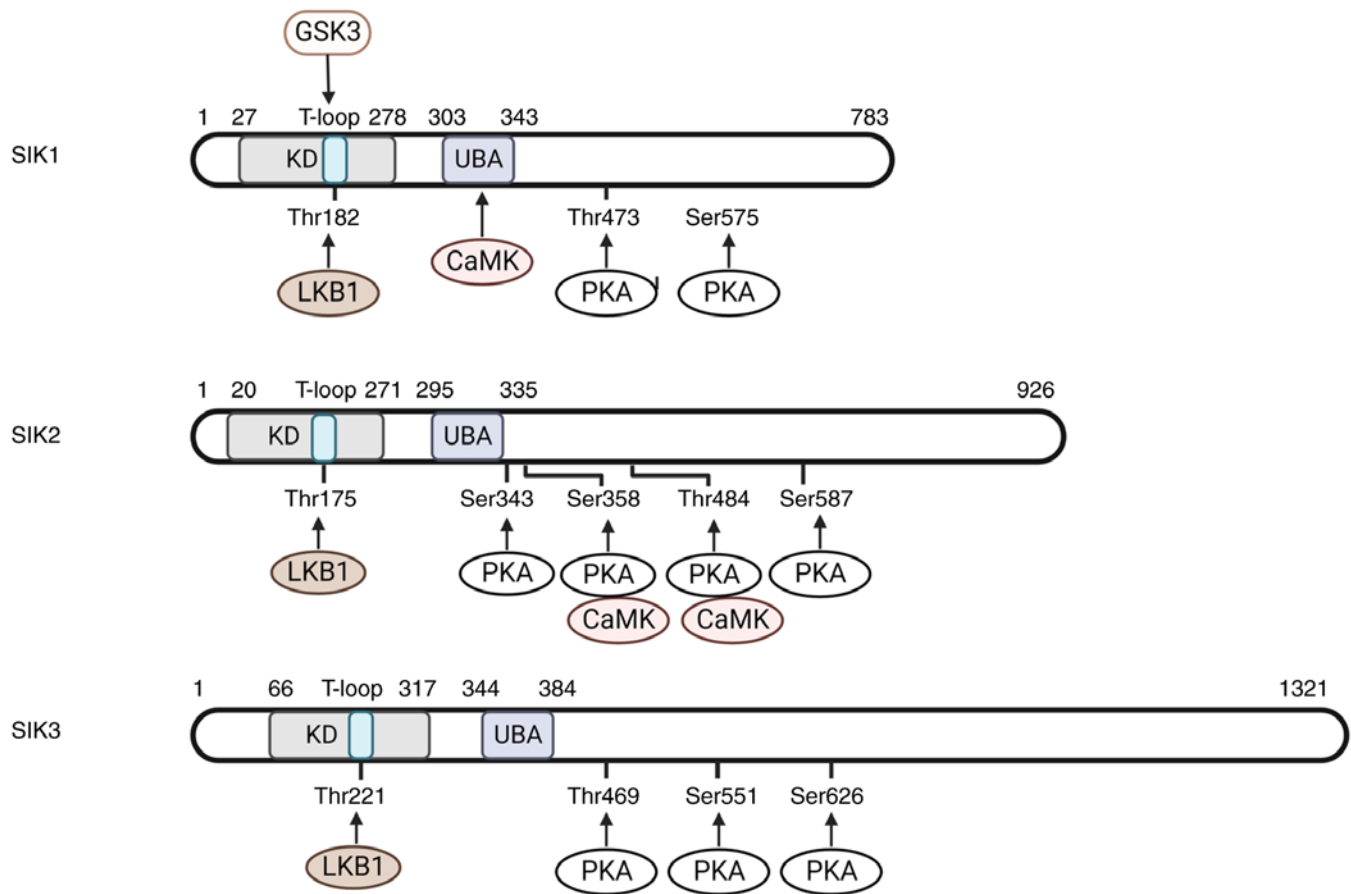 GSK3
1 27 T-loop 278 303 343 783
SIK1
KD UBA
Thr182 Thr473 Ser575
CaMK
LKB1 PKA PKA
1 20 T-loop 271 295 335 926
SIK2
KD UBA
Thr175 Ser343 Ser358 Thr484 Ser587
LKB1 PKA PKA PKA PKA
CaMK CaMK
1 66 T-loop 317 344 384 1321
SIK3
KD UBA
Thr221 Thr469 Ser551 Ser626
LKB1 PKA PKA PKA